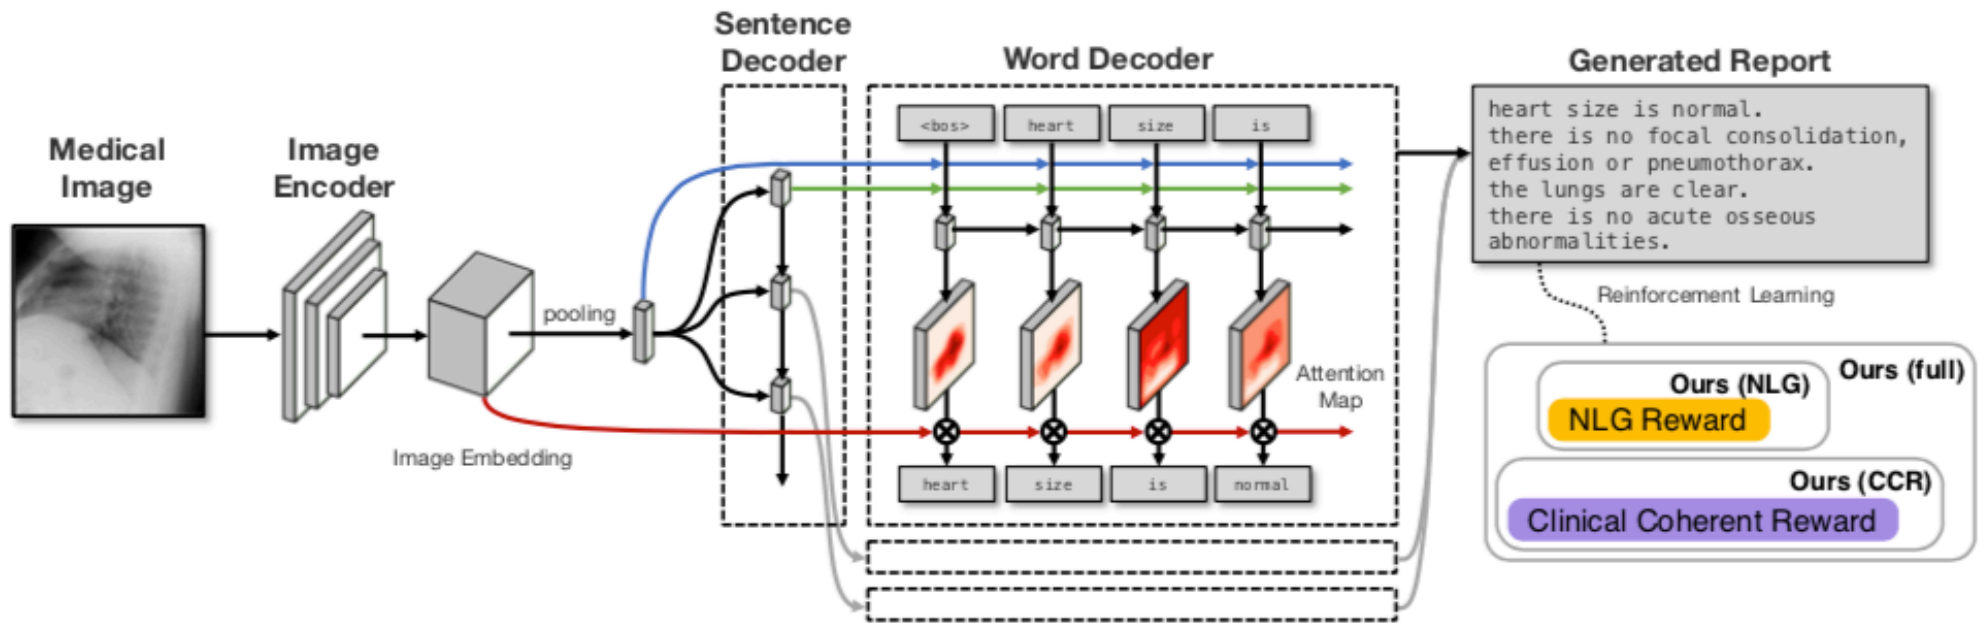 Medical
Image
Image
Encoder
pooling
Image Embedding
Sentence
Decoder
Word Decoder
<bos>
heart
size
is
Attention
Map
heart
size
is
normal
Generated Report
heart size is normal.
there is no focal consolidation,
effusion or pneumothorax.
the lungs are clear.
there is no acute osseous
abnormalities.
Reinforcement Learning
Ours (full)
Ours (NLG)
NLG Reward
Ours (CCR)
Clinical Coherent Reward